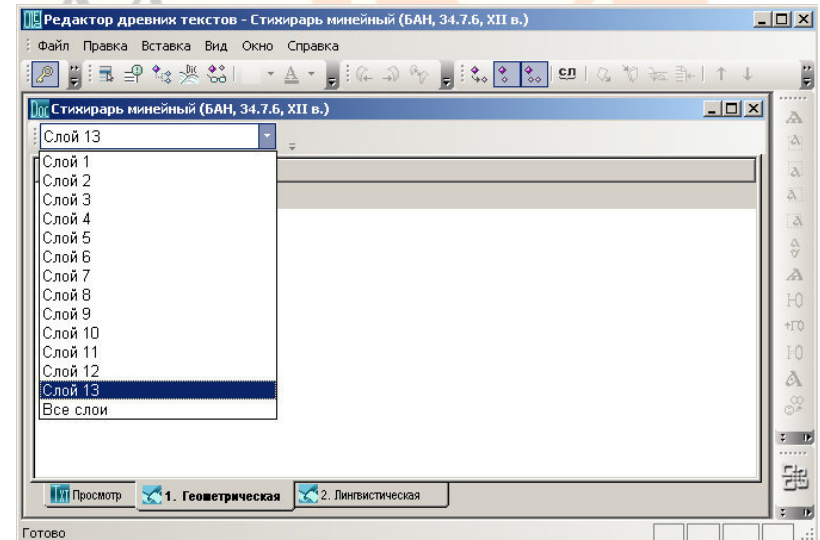 Редактор древних текстов - Стихирарь минейный (БАН, 34.7.6, XII в.)
Файл Правка Вставка Вид Окно Справка
СЛ
Doc Стихирарь минейный (БАН, 34.7.6, XII в.)
Слой 13
Слой 1
Слой 2
Слой 3
Слой 4
Слой 5
Слой 6
Слой 7
Слой 8
Слой 9
Слой 10
Слой 11
Слой 12
Слой 13
Все слои
Просмотр 1. Геометрическая 2. Лингвистическая
Готово